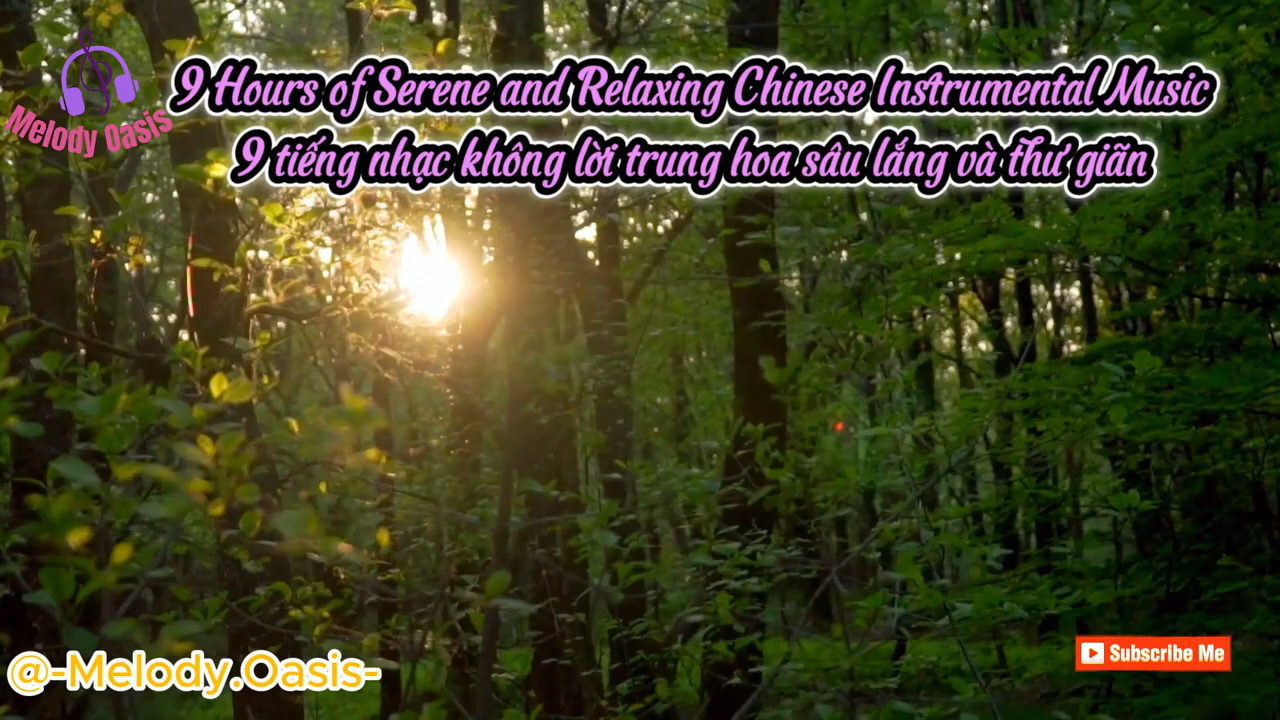 Melody Oasis
9 Hours of Serene and Relaxing Chinese Instrumental Music
9 tiếng nhạc không lời trung hoa sâu lắng và thư giãn
@-Melody.Oasis-
Subscribe Me